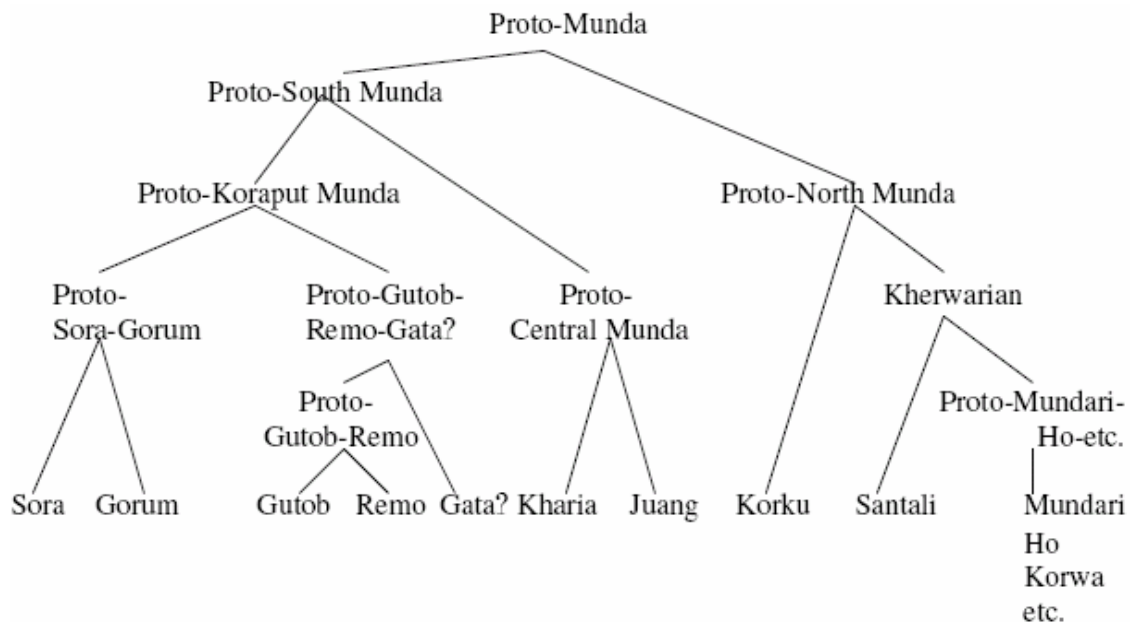 Proto-Munda
Proto-South Munda
Proto-Koraput Munda
Proto-North Munda
Proto-
Sora-Gorum
Proto-Gutob-
Remo-Gata?
Proto-
Central Munda
Kherwarian
Proto-
Gutob-Remo
Proto-Mundari-
Ho-etc.
Sora
Gorum
Gutob
Remo
Gata?
Kharia
Juang
Korku
Santali
Mundari
Ho
Korwa
etc.